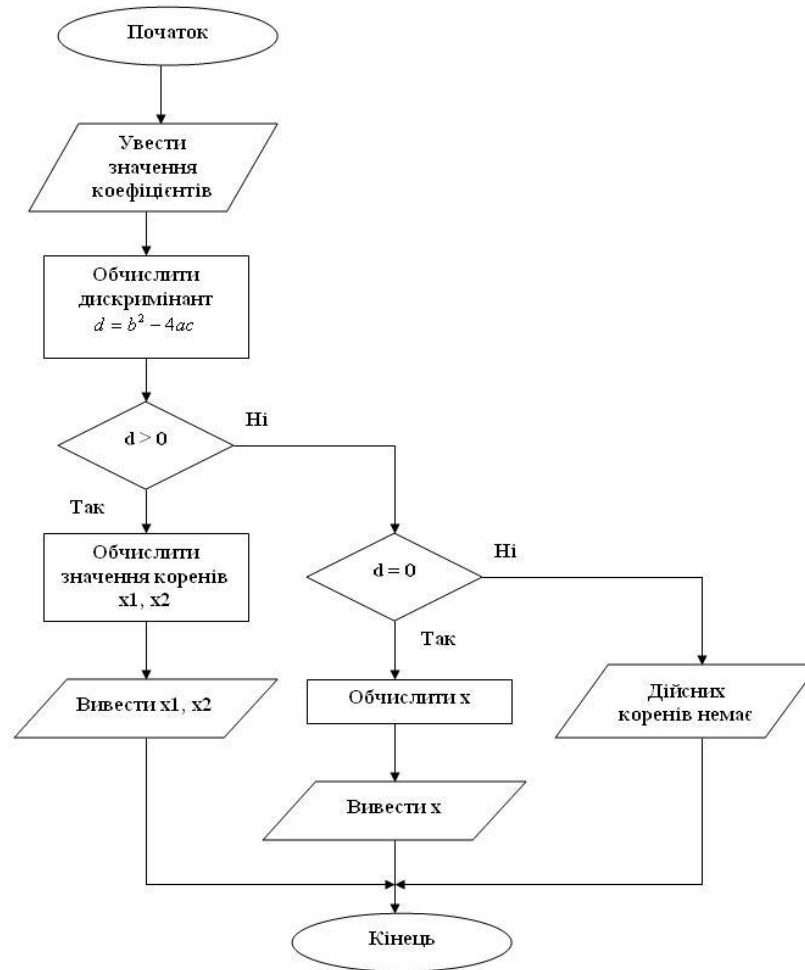 Початок
Увести
значення
коефіцієнтів
Обчислити
дискримінант
d = b² − 4ac
d > 0
Ні
Так
Обчислити
значення коренів
x1, x2
Вивести x1, x2
d = 0
Ні
Так
Обчислити x
Вивести x
Дійсних
коренів немає
Кінець